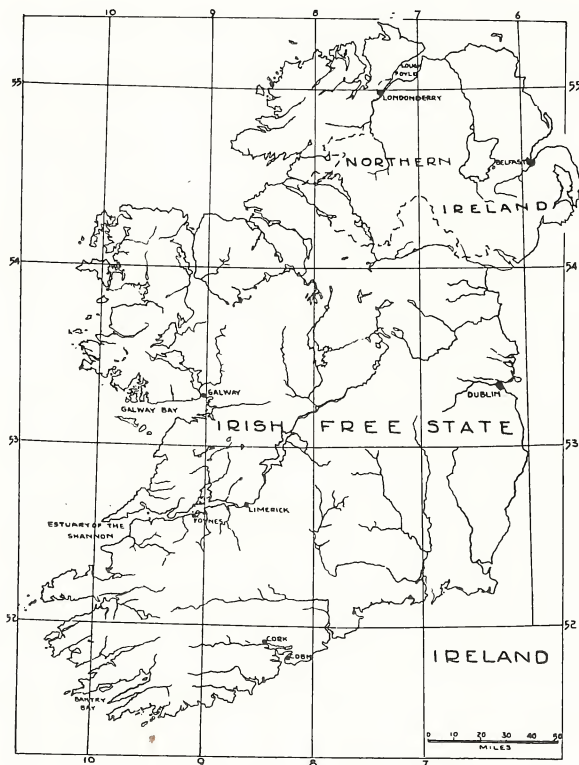 10
9
8
7
6
55
55
LOUGH
FOYLE
LONDONDERRY
NORTHERN
BELFAST
IRELAND
54
54
GALWAY
DUBLIN
GALWAY BAY
IRISH FREE STATE
53
53
ESTUARY OF THE
SHANNON
FOYNES
LIMERICK
52
52
CORK
COBH
IRELAND
BANTRY
BAY
0 10 20 30 40 50
MILES
10
9
8
7